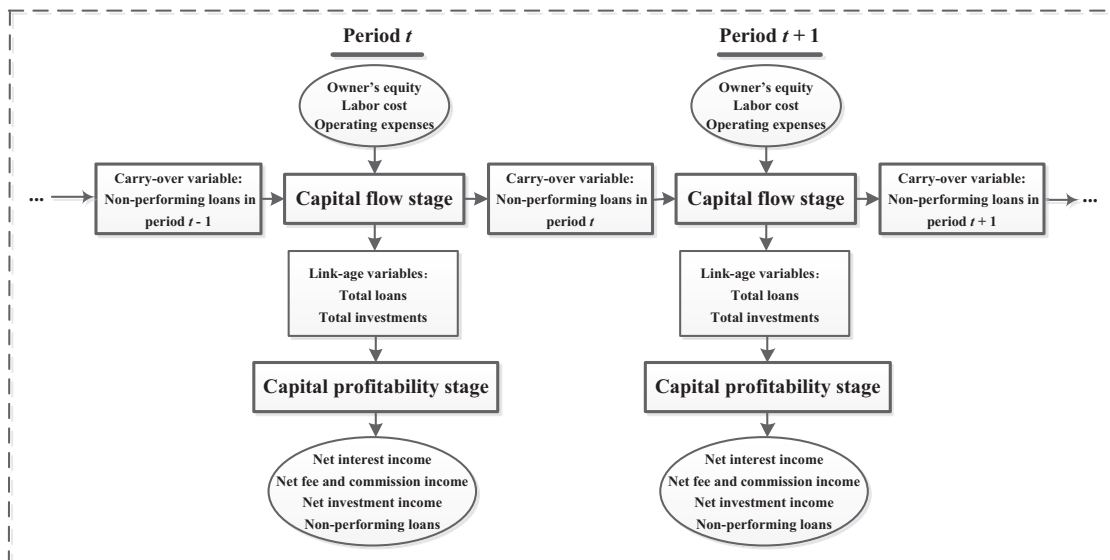 Period t
Period t + 1
Owner's equity
Labor cost
Operating expenses
Owner's equity
Labor cost
Operating expenses
...
Carry-over variable:
Non-performing loans in
period t - 1
Capital flow stage
Carry-over variable:
Non-performing loans in
period t
Capital flow stage
Carry-over variable:
Non-performing loans in
period t + 1
...
Link-age variables:
Total loans
Total investments
Link-age variables:
Total loans
Total investments
Capital profitability stage
Capital profitability stage
Net interest income
Net fee and commission income
Net investment income
Non-performing loans
Net interest income
Net fee and commission income
Net investment income
Non-performing loans